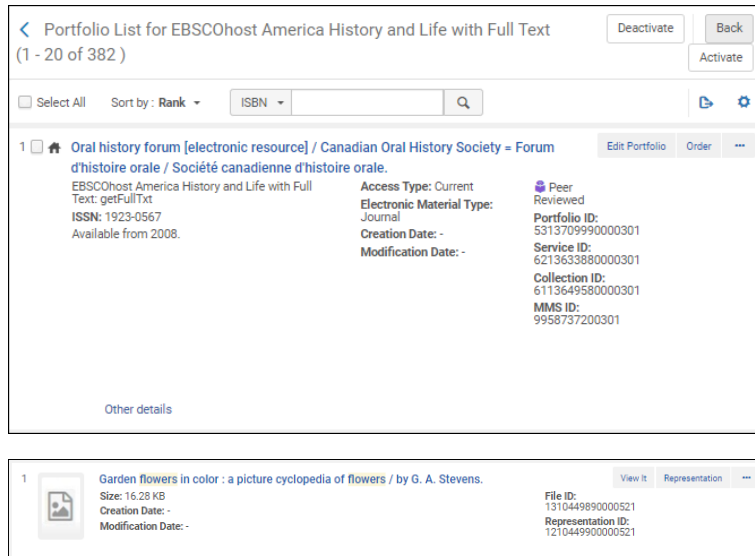 Portfolio List for EBSCOhost America History and Life with Full Text
(1 - 20 of 382 )
Deactivate
Back
Activate
Select All
Sort by : Rank
ISBN
1
Oral history forum [electronic resource] / Canadian Oral History Society = Forum
d'histoire orale / Société canadienne d'histoire orale.
Edit Portfolio
Order
EBSCOhost America History and Life with Full
Text: getFullTxt
ISSN: 1923-0567
Available from 2008.
Access Type: Current
Electronic Material Type:
Journal
Creation Date: -
Modification Date: -
Peer
Reviewed
Portfolio ID:
5313709990000301
Service ID:
6213633880000301
Collection ID:
6113649580000301
MMS ID:
9958737200301
Other details
1
Garden flowers in color : a picture cyclopedia of flowers / by G. A. Stevens.
View It
Representation
Size: 16.28 KB
Creation Date: -
Modification Date: -
File ID:
1310449890000521
Representation ID:
1210449900000521